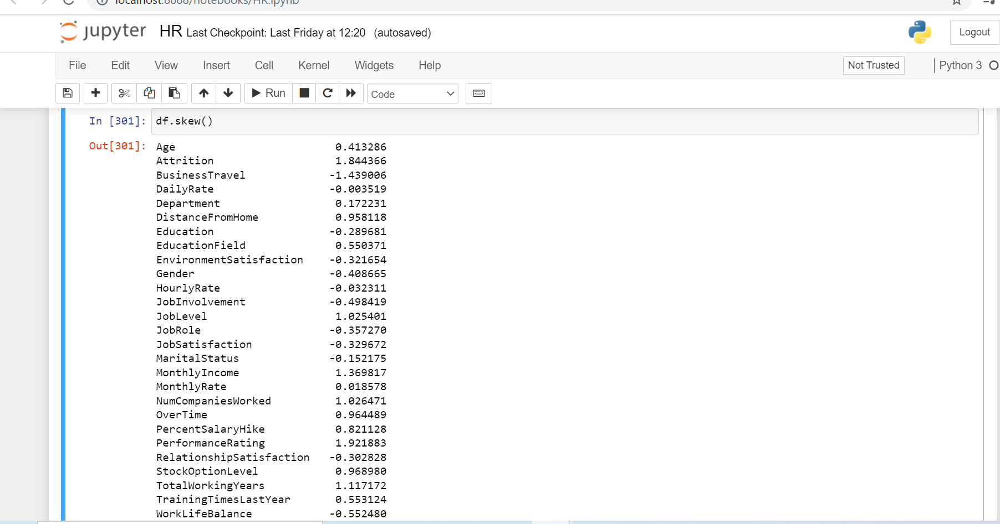 localhost:8888/notebooks/HR.ipynb
jupyter HR Last Checkpoint: Last Friday at 12:20 (autosaved)
Logout
File Edit View Insert Cell Kernel Widgets Help
Not Trusted
Python 3
Run
Code
In [301]: df.skew()
Out[301]: Age 0.413286
Attrition 1.844366
BusinessTravel -1.439006
DailyRate -0.003519
Department 0.172231
DistanceFromHome 0.958118
Education -0.289681
EducationField 0.550371
EnvironmentSatisfaction -0.321654
Gender -0.408665
HourlyRate -0.032311
JobInvolvement -0.498419
JobLevel 1.025401
JobRole -0.357270
JobSatisfaction -0.329672
MaritalStatus -0.152175
MonthlyIncome 1.369817
MonthlyRate 0.018578
NumCompaniesWorked 1.026471
OverTime 0.964489
PercentSalaryHike 0.821128
PerformanceRating 1.921883
RelationshipSatisfaction -0.302828
StockOptionLevel 0.968980
TotalWorkingYears 1.117172
TrainingTimesLastYear 0.553124
WorkLifeBalance -0.552480